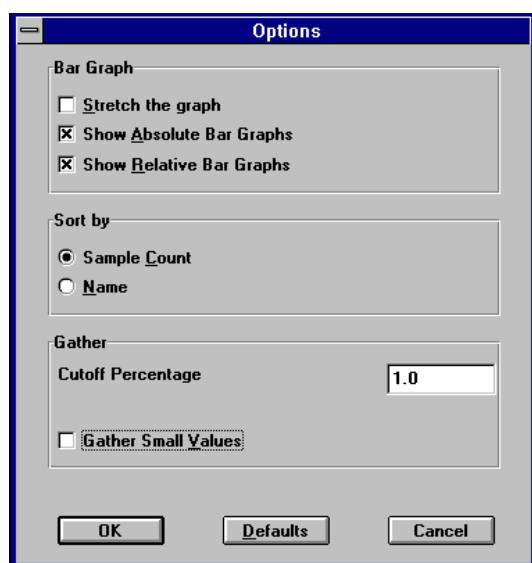 Options
Bar Graph
Stretch the graph
Show Absolute Bar Graphs
Show Relative Bar Graphs
Sort by
Sample Count
Name
Gather
Cutoff Percentage 1.0
Gather Small Values
OK Defaults Cancel